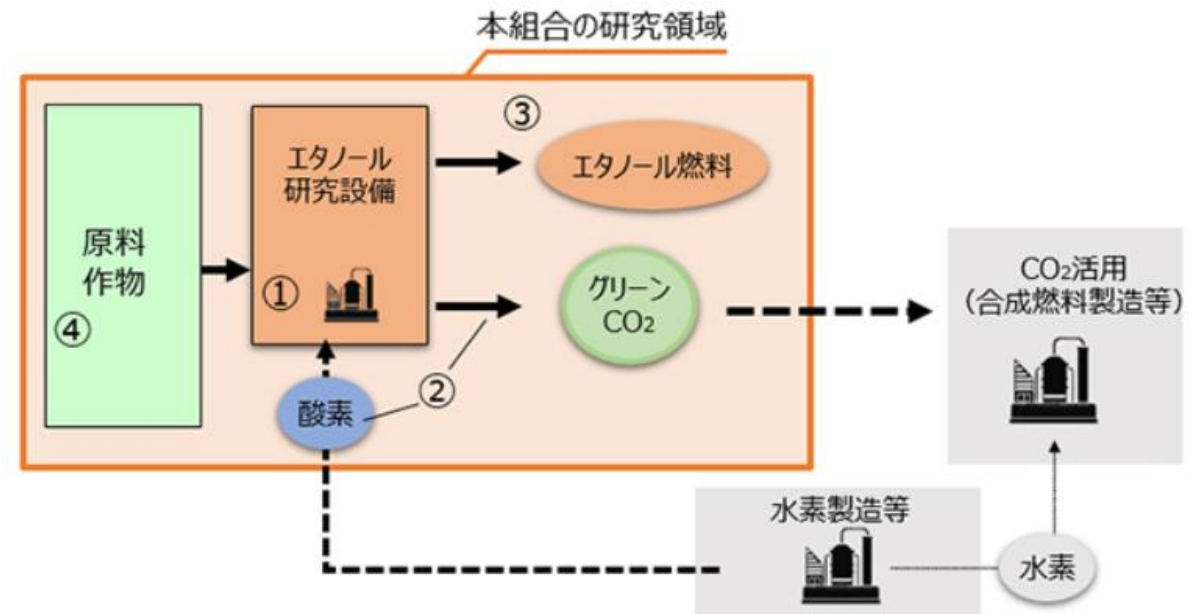 本組合の研究領域
③
エタノール
研究設備
エタノール燃料
原料
作物
①
グリーン
CO₂
CO₂活用
(合成燃料製造等)
④
②
酸素
水素製造等
水素